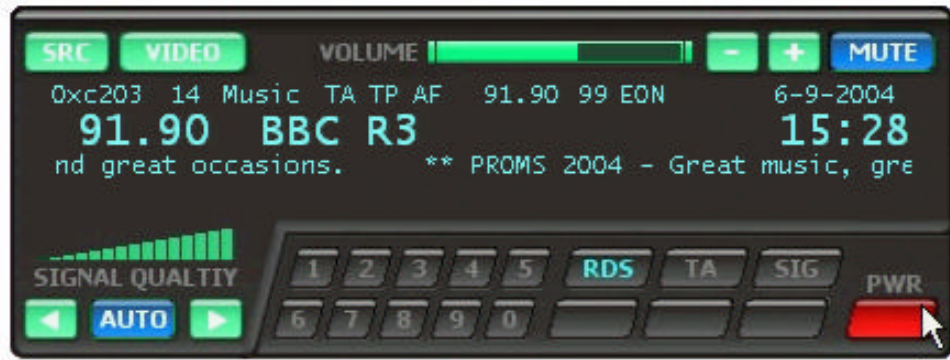 SRC VIDEO VOLUME - + MUTE
0xc203 14 Music TA TP AF 91.90 99 EON 6-9-2004
91.90 BBC R3 15:28
nd great occasions. ** PROMS 2004 - Great music, gre
SIGNAL QUALTIY
1 2 3 4 5 RDS TA SIG
PWR
AUTO
6 7 8 9 0